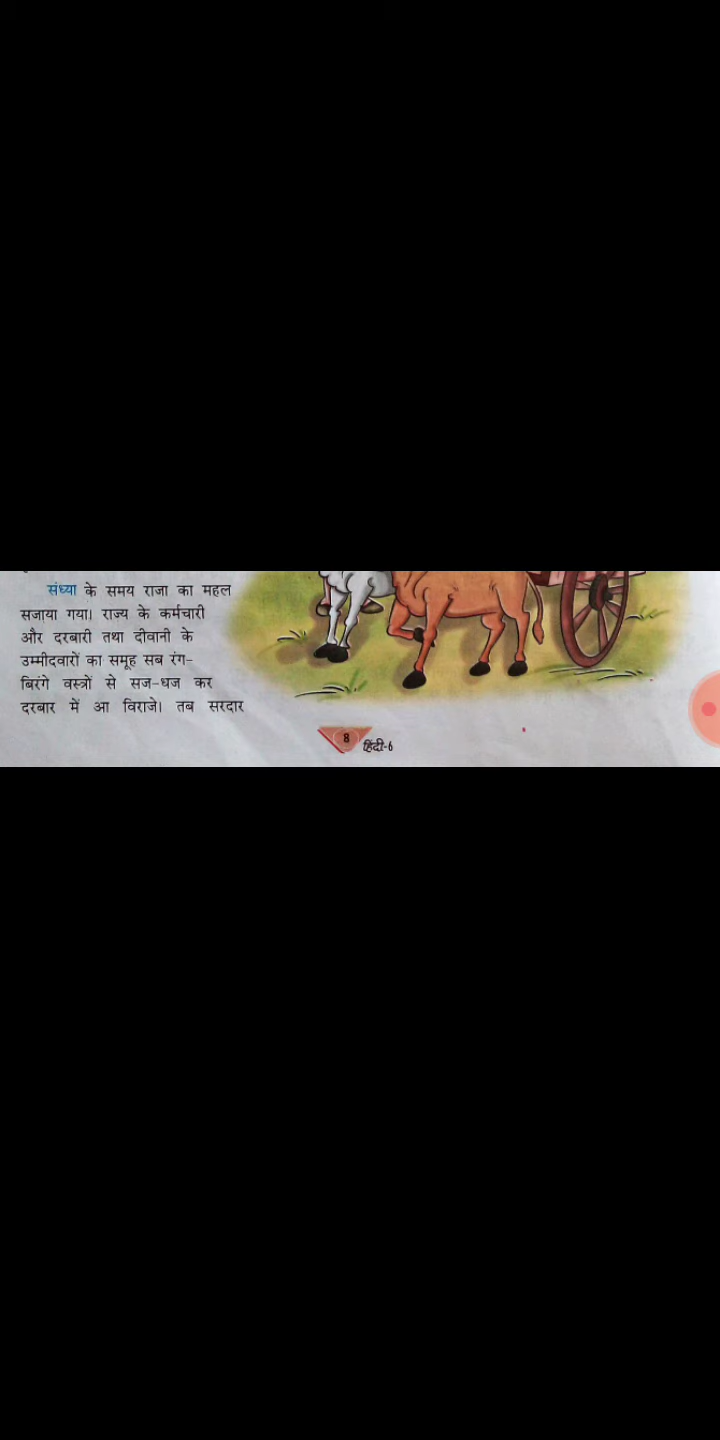 संध्या के समय राजा का महल
सजाया गया। राज्य के कर्मचारी
और दरबारी तथा दीवानी के
उम्मीदवारों का समूह सब रंग-
बिरंगे वस्त्रों से सज-धज कर
दरबार में आ विराजे। तब सरदार
8
हिंदी-6